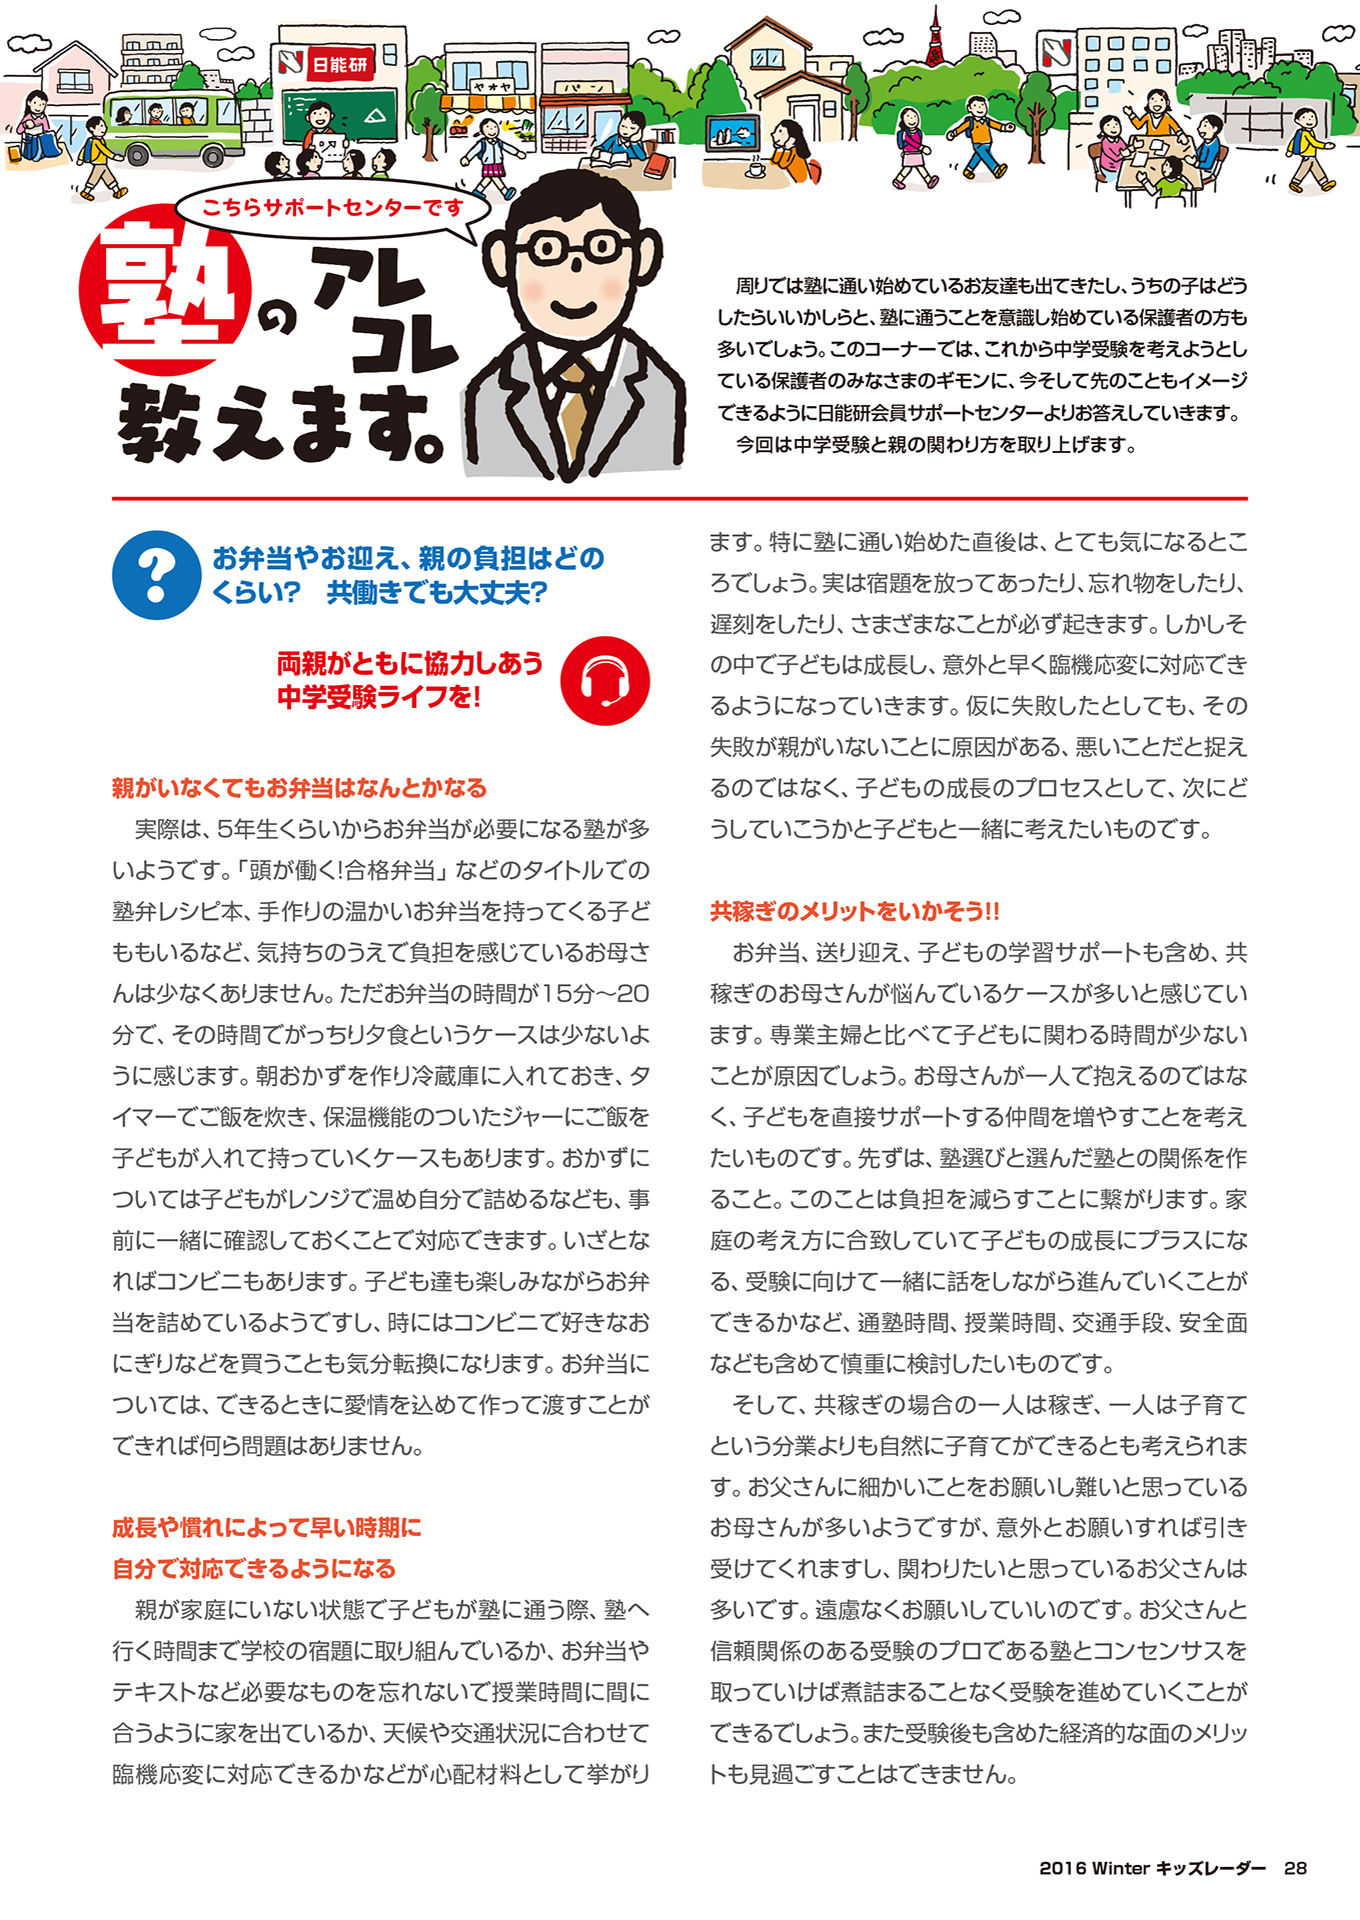 日能研
ヤオヤ
パン
こちらサポートセンターです
塾のアレ
コレ
教えます。
周りでは塾に通い始めているお友達も出てきたし、うちの子はどう
したらいいかしらと、塾に通うことを意識し始めている保護者の方も
多いでしょう。このコーナーでは、これから中学受験を考えようとし
ている保護者のみなさまのギモンに、今そして先のこともイメージ
できるように日能研会員サポートセンターよりお答えしていきます。
今回は中学受験と親の関わり方を取り上げます。
?
お弁当やお迎え、親の負担はどの
くらい?　共働きでも大丈夫?
両親がともに協力しあう
中学受験ライフを!
親がいなくてもお弁当はなんとかなる
実際は、5年生くらいからお弁当が必要になる塾が多
いようです。「頭が働く!合格弁当」などのタイトルでの
塾弁レシピ本、手作りの温かいお弁当を持ってくる子ど
ももいるなど、気持ちのうえで負担を感じているお母さ
んは少なくありません。ただお弁当の時間が15分〜20
分で、その時間でがっちり夕食というケースは少ないよ
うに感じます。朝おかずを作り冷蔵庫に入れておき、タ
イマーでご飯を炊き、保温機能のついたジャーにご飯を
子どもが入れて持っていくケースもあります。おかずに
ついては子どもがレンジで温め自分で詰めるなども、事
前に一緒に確認しておくことで対応できます。いざとな
ればコンビニもあります。子ども達も楽しみながらお弁
当を詰めているようですし、時にはコンビニで好きなお
にぎりなどを買うことも気分転換になります。お弁当に
ついては、できるときに愛情を込めて作って渡すことが
できれば何ら問題はありません。
成長や慣れによって早い時期に
自分で対応できるようになる
親が家庭にいない状態で子どもが塾に通う際、塾へ
行く時間まで学校の宿題に取り組んでいるか、お弁当や
テキストなど必要なものを忘れないで授業時間に間に
合うように家を出ているか、天候や交通状況に合わせて
臨機応変に対応できるかなどが心配材料として挙がり
ます。特に塾に通い始めた直後は、とても気になるとこ
ろでしょう。実は宿題を放ってあったり、忘れ物をしたり、
遅刻をしたり、さまざまなことが必ず起きます。しかしそ
の中で子どもは成長し、意外と早く臨機応変に対応でき
るようになっていきます。仮に失敗したとしても、その
失敗が親がいないことに原因がある、悪いことだと捉え
るのではなく、子どもの成長のプロセスとして、次にど
うしていこうかと子どもと一緒に考えたいものです。
共稼ぎのメリットをいかそう!!
お弁当、送り迎え、子どもの学習サポートも含め、共
稼ぎのお母さんが悩んでいるケースが多いと感じてい
ます。専業主婦と比べて子どもに関わる時間が少ない
ことが原因でしょう。お母さんが一人で抱えるのではな
く、子どもを直接サポートする仲間を増やすことを考え
たいものです。先ずは、塾選びと選んだ塾との関係を作
ること。このことは負担を減らすことに繋がります。家
庭の考え方に合致していて子どもの成長にプラスにな
る、受験に向けて一緒に話をしながら進んでいくことが
できるかなど、通塾時間、授業時間、交通手段、安全面
なども含めて慎重に検討したいものです。
そして、共稼ぎの場合の一人は稼ぎ、一人は子育て
という分業よりも自然に子育てができるとも考えられま
す。お父さんに細かいことをお願いし難いと思っている
お母さんが多いようですが、意外とお願いすれば引き
受けてくれますし、関わりたいと思っているお父さんは
多いです。遠慮なくお願いしていいのです。お父さんと
信頼関係のある受験のプロである塾とコンセンサスを
取っていけば煮詰まることなく受験を進めていくことが
できるでしょう。また受験後も含めた経済的な面のメリッ
トも見過ごすことはできません。
2016 Winter キッズレーダー　28